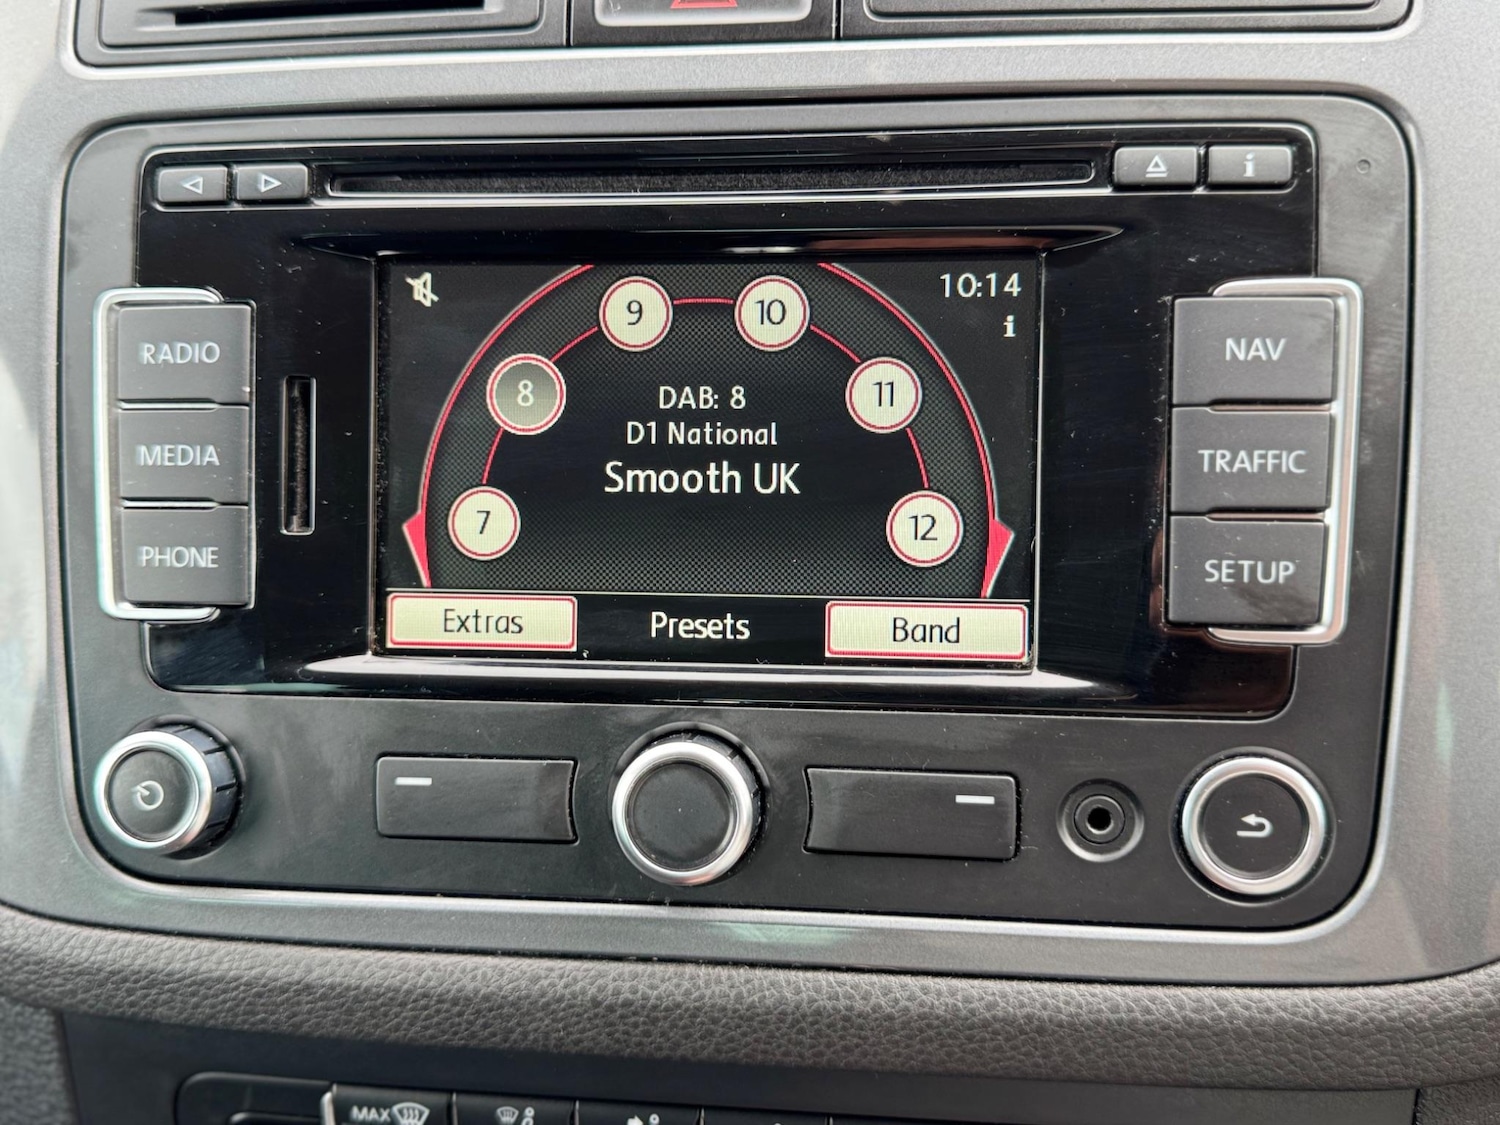 i
RADIO
MEDIA
PHONE
10:14
i
9
10
8
11
7
12
DAB: 8
D1 National
Smooth UK
Extras
Presets
Band
NAV
TRAFFIC
SETUP
MAX